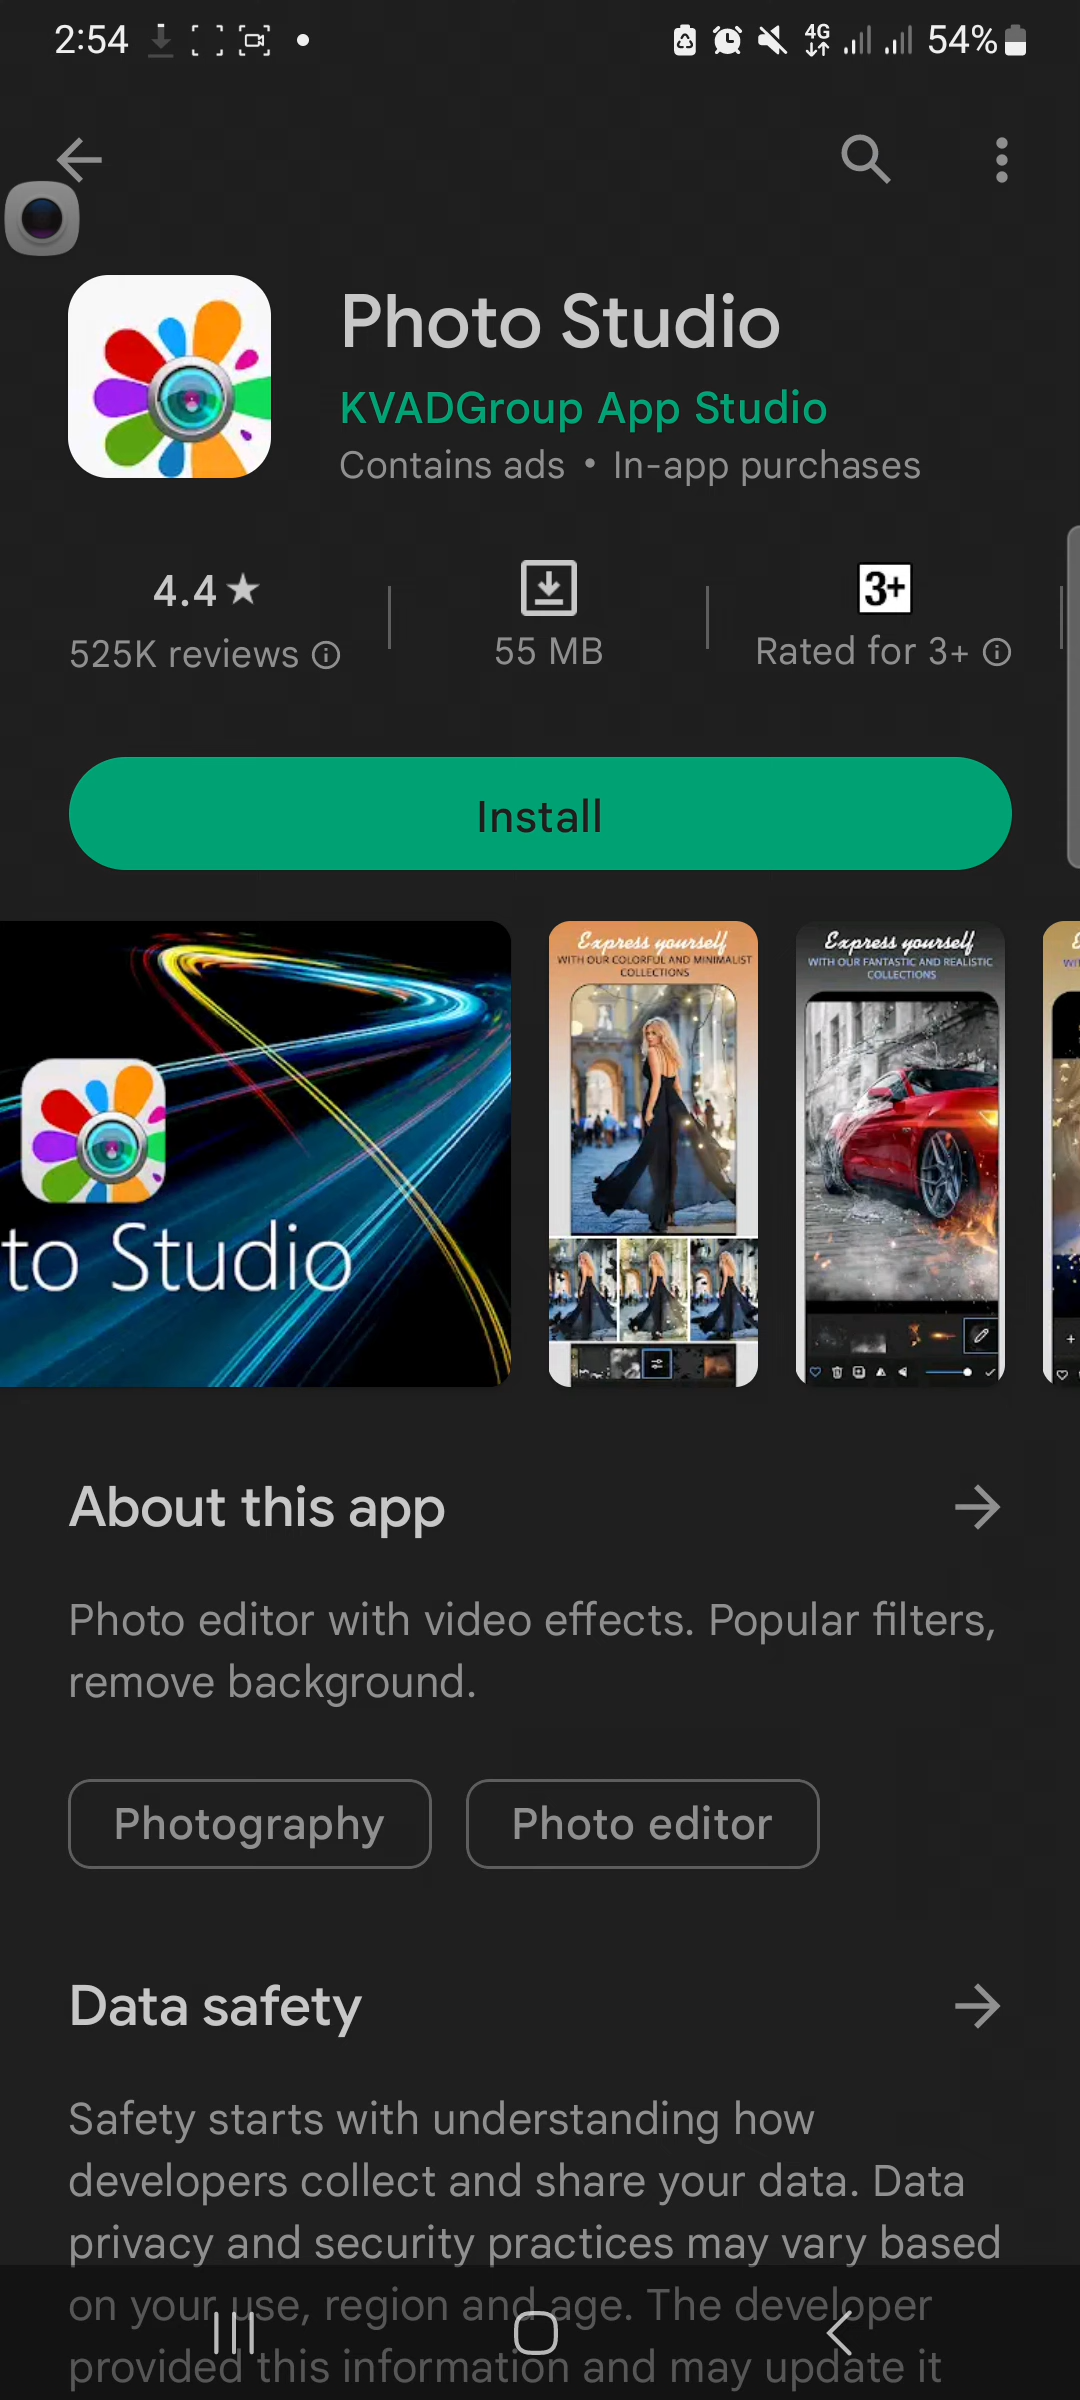 2:54
4G
54%
Photo Studio
KVADGroup App Studio
Contains ads • In-app purchases
4.4 ★
525K reviews
55 MB
3+
Rated for 3+
Install
to Studio
Express yourself
WITH OUR COLORFUL AND MINIMALIST
COLLECTIONS
Express yourself
WITH OUR FANTASTIC AND REALISTIC
COLLECTIONS
About this app
Photo editor with video effects. Popular filters,
remove background.
Photography
Photo editor
Data safety
Safety starts with understanding how
developers collect and share your data. Data
privacy and security practices may vary based
on your use, region and age. The developer
provided this information and may update it